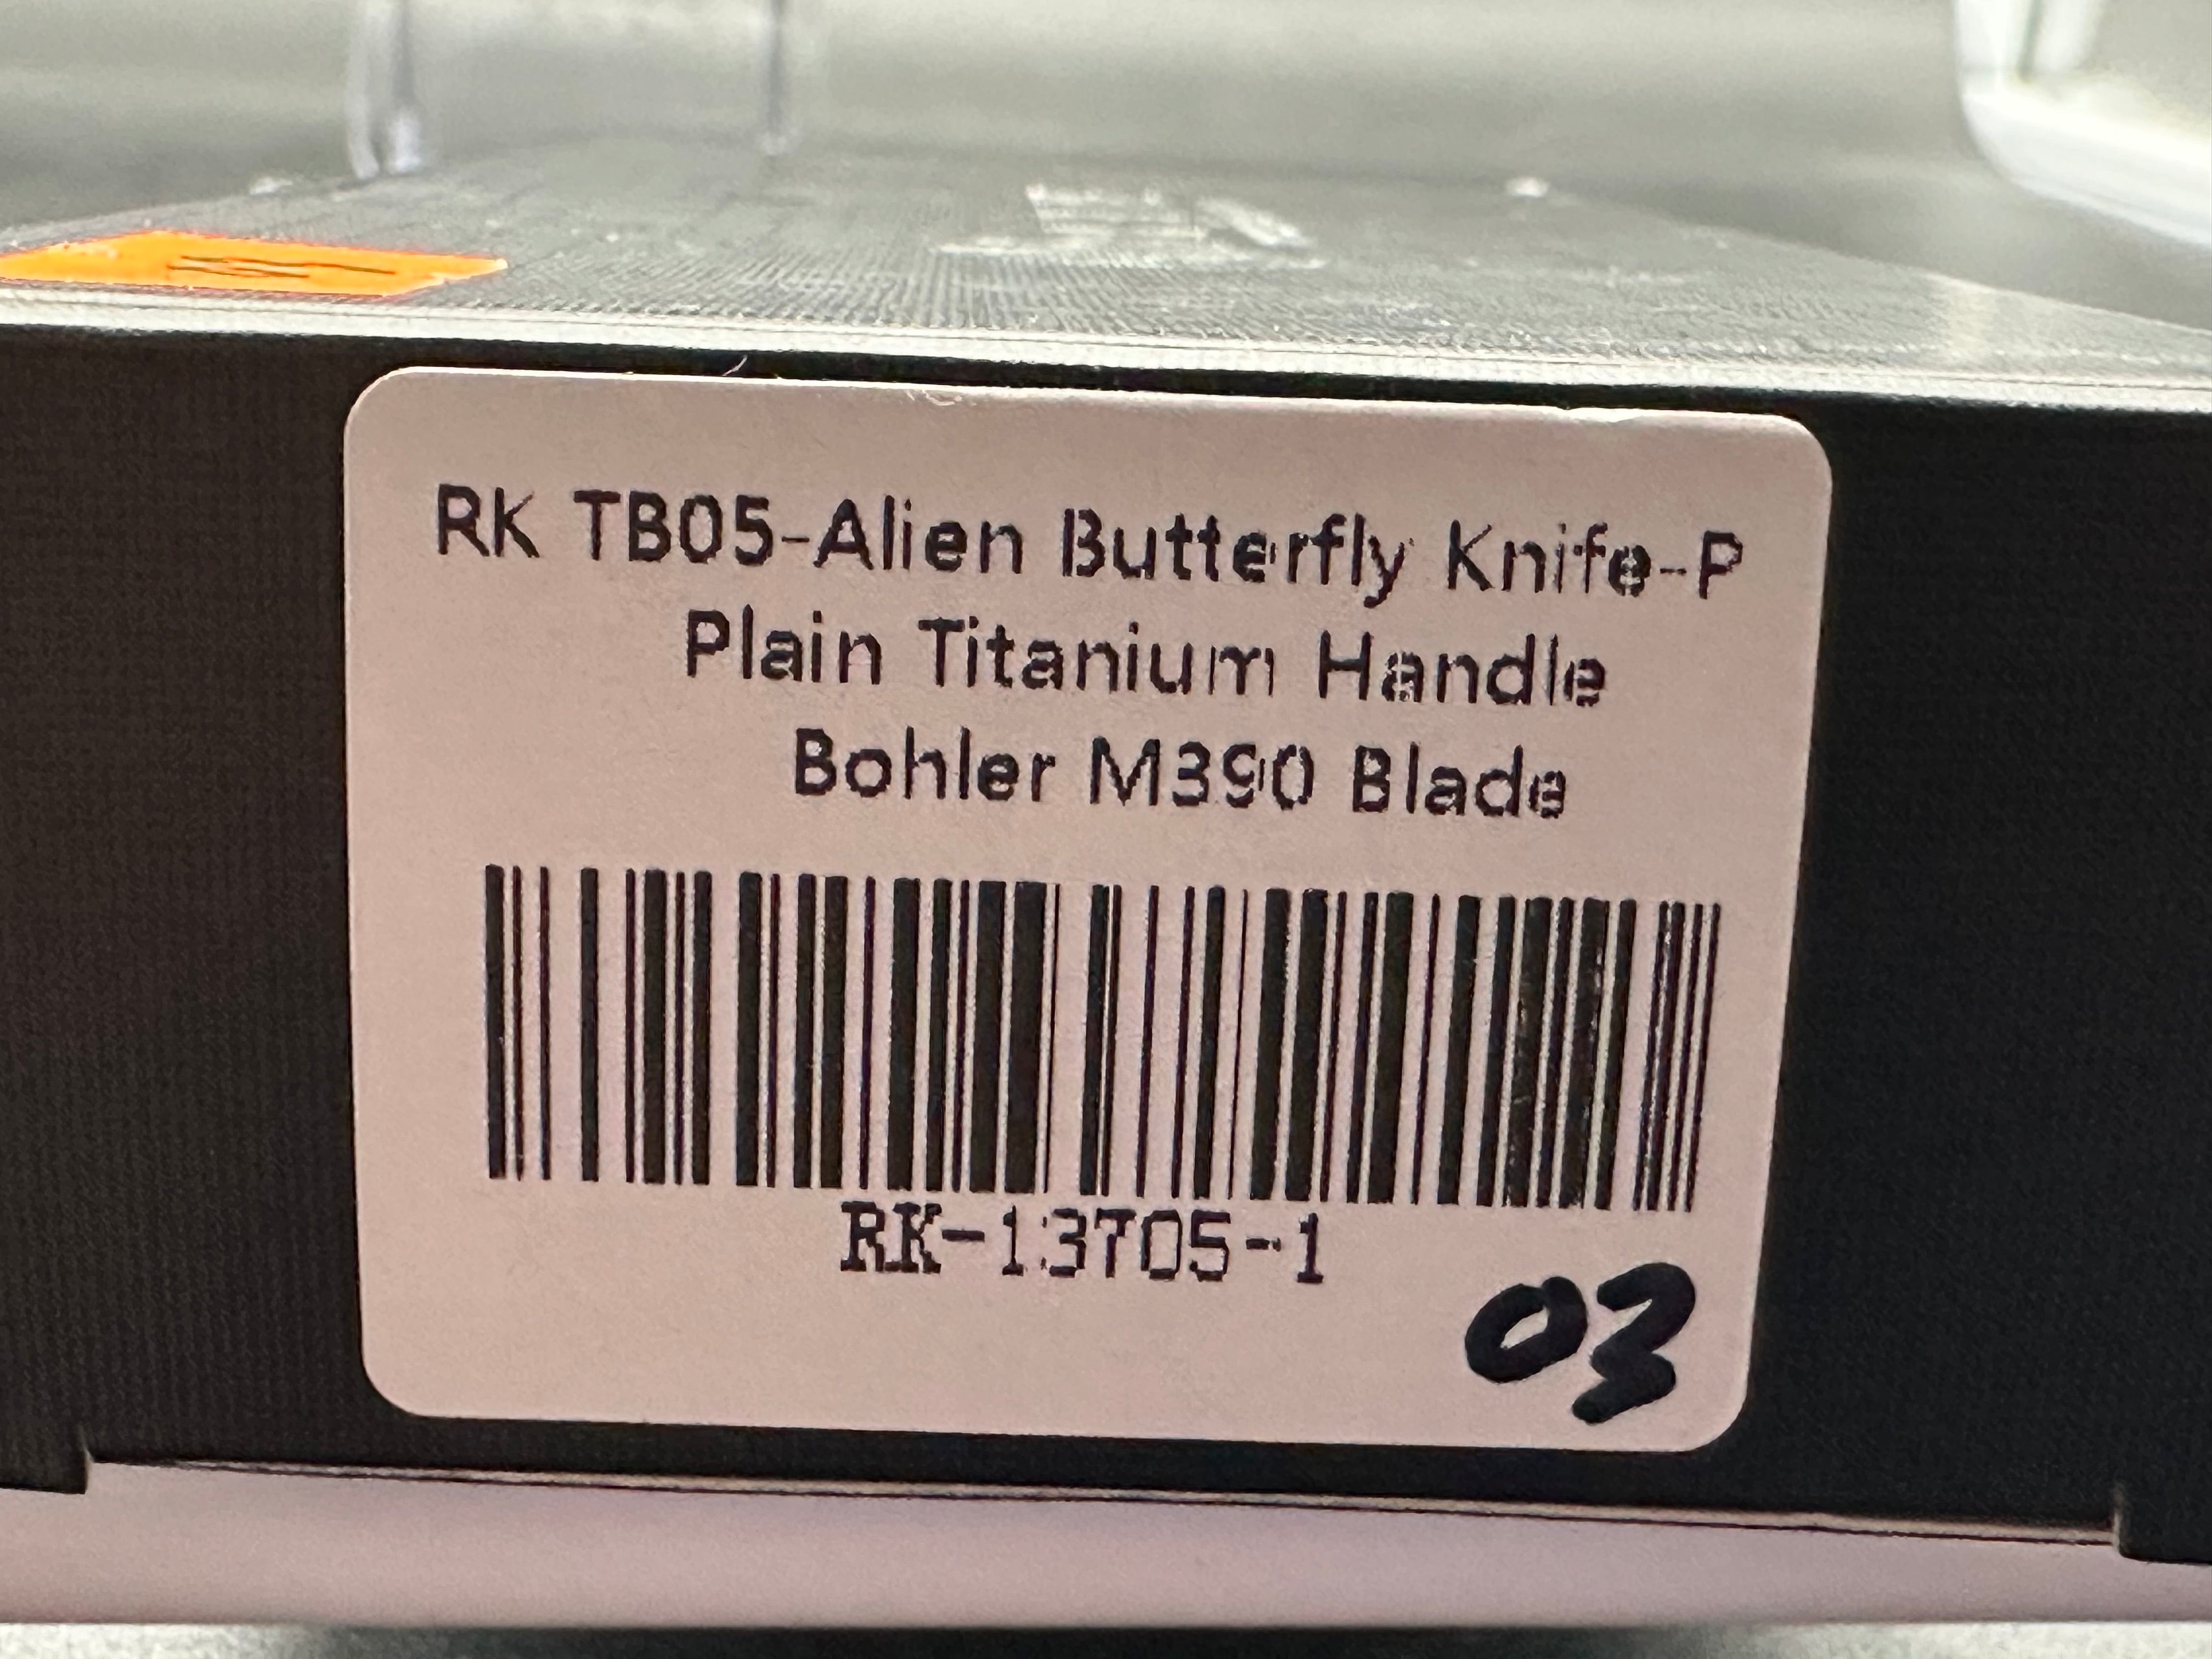 RK TB05-Alien Butterfly Knife-P
Plain Titanium Handle
Bohler M390 Blade
RK-13705-1
03